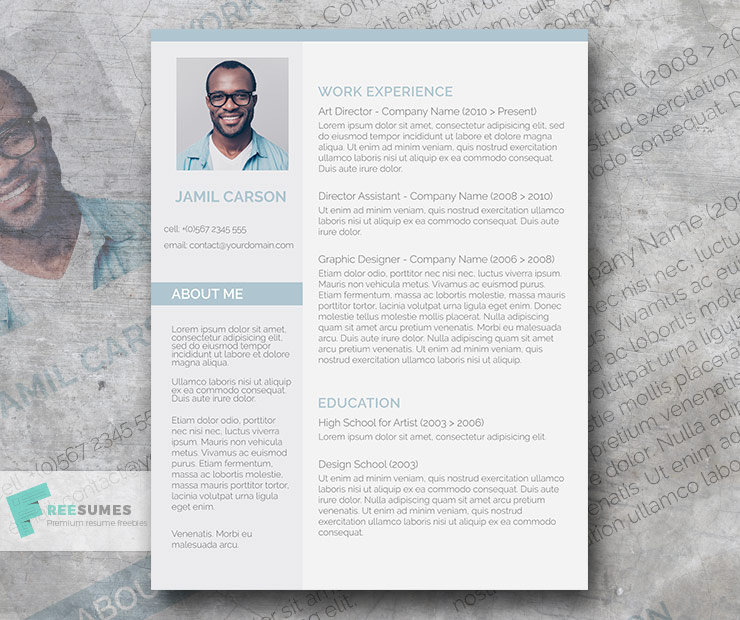 JAMIL CARSON
cell: +(0)567 2345 555
email: contact@yourdomain.com
ABOUT ME
Lorem ipsum dolor sit amet,
consectetur adipisicing elit,
sed do eiusmod tempor
incididunt ut labore et dolore
magna aliqua.
Ullamco laboris nisi ut aliquip
ex ea commodo consequat.
Duis aute irure dolor.
Etiam dolor odio, porttitor
nec nisi nec, luctus viverra
ipsum. Mauris non vehicula
metus. Vivamus ac euismod
purus. Etiam fermentum,
massa ac lobortis molestie,
massa mauris porttitor tortor,
lacinia volutpat urna ligula
eget enim.
Venenatis. Morbi eu
malesuada arcu.
WORK EXPERIENCE
Art Director - Company Name (2010 > Present)
Lorem ipsum dolor sit amet, consectetur adipisicing elit, sed
do eiusmod tempor incididunt ut labore et dolore magna
aliqua. Ut enim ad minim veniam, quis nostrud exercitation
ullamco laboris nisi ut aliquip ex ea commodo consequat.
Duis aute irure dolor.
Director Assistant - Company Name (2008 > 2010)
Ut enim ad minim veniam, quis nostrud exercitation ullamco
laboris nisi ut aliquip ex ea commodo consequat. Duis aute
irure dolor.
Graphic Designer - Company Name (2006 > 2008)
Etiam dolor odio, porttitor nec nisi nec, luctus viverra ipsum.
Mauris non vehicula metus. Vivamus ac euismod purus.
Etiam fermentum, massa ac lobortis molestie, massa mauris
porttitor tortor, lacinia volutpat urna ligula eget enim. Donec
molestie tellus molestie mollis placerat. Nulla adipiscing
quam sit amet arcu pretium venenatis. Morbi eu malesuada
arcu. Duis aute irure dolor. Nulla adipiscing quam sit amet
arcu pretium venenatis, quis nostrud exercitation ullamco
laboris nisi ut aliquip.
EDUCATION
High School for Artist (2003 > 2006)
Lorem ipsum dolor sit amet, consectetur adipisicing elit.
Design School (2003)
Ut enim ad minim veniam, quis nostrud exercitation ullamco
laboris nisi ut aliquip ex ea commodo consequat. Duis aute
irure dolor. Ut enim ad minim veniam, quis nostrud
exercitation ullamco laboris nisi ut aliquip ex ea commodo
consequat.
FREESUMES
Premium resume freebies